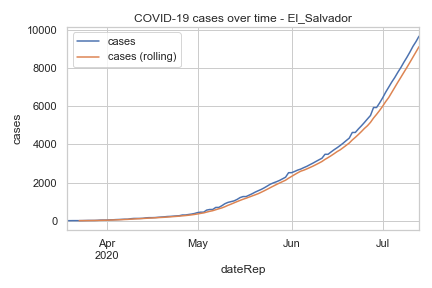 COVID-19 cases over time - El_Salvador
cases
cases (rolling)
10000
8000
6000
4000
2000
0
cases
Apr
2020
May
Jun
Jul
dateRep